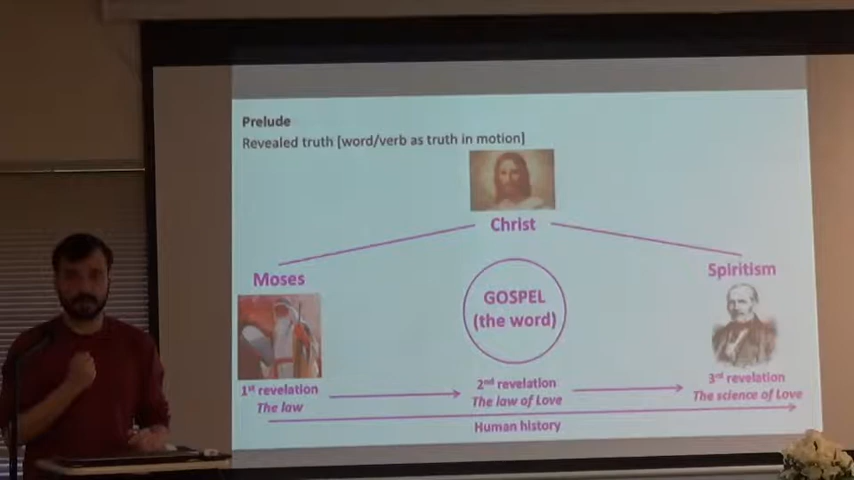 Prelude
Revealed truth [word/verb as truth in motion]
Christ
Moses
Spiritism
GOSPEL
(the word)
1st revelation
The law
2nd revelation
The law of Love
3rd revelation
The science of Love
Human history